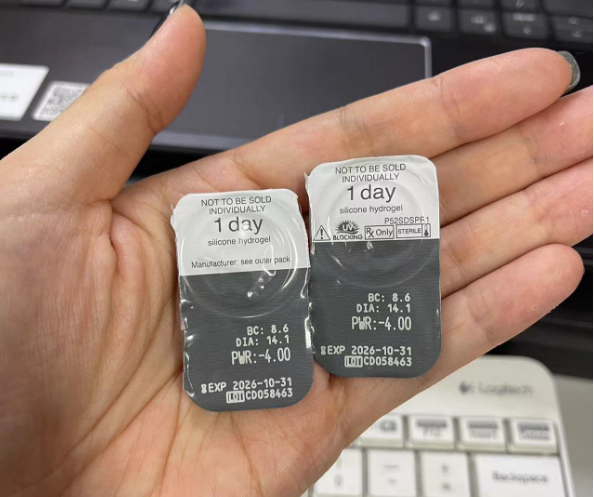 NOT TO BE SOLD
INDIVIDUALLY
1 day
silicone hydrogel
Manufacturer: see outer pack
BC: 8.6
DIA: 14.1
PWR:-4.00
EXP 2026-10-31
LOT CD058463
NOT TO BE SOLD
INDIVIDUALLY
1 day
silicone hydrogel
UV
BLOCKING
Rx Only
STERILE
BC: 8.6
DIA: 14.1
PWR:-4.00
EXP 2026-10-31
LOT CD058463
Logitech
Backspace